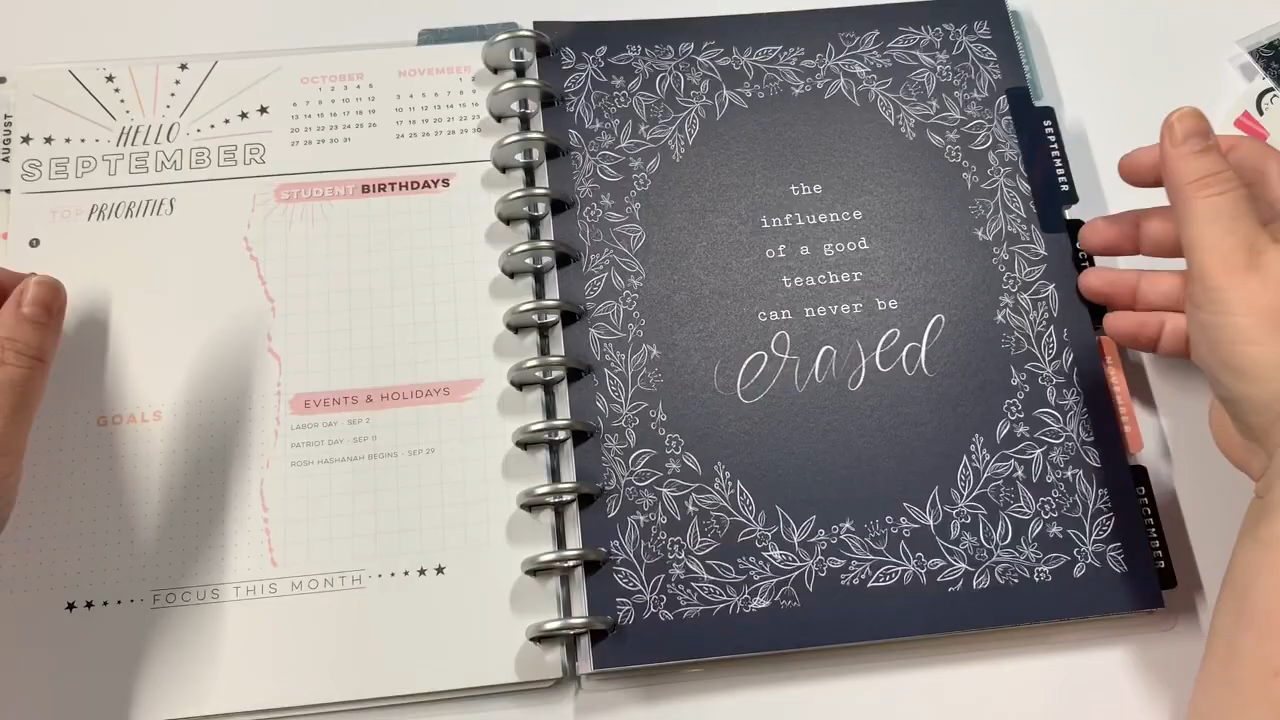 AUGUST
HELLO
SEPTEMBER
OCTOBER
1 2 3 4 5
6 7 8 9 10 11 12
13 14 15 16 17 18 19
20 21 22 23 24 25 26
27 28 29 30 31
NOVEMBER
1 2
3 4 5 6 7 8 9
10 11 12 13 14 15 16
17 18 19 20 21 22 23
24 25 26 27 28 29 30
TOP PRIORITIES
1
GOALS
STUDENT BIRTHDAYS
EVENTS & HOLIDAYS
LABOR DAY - SEP 2
PATRIOT DAY - SEP 11
ROSH HASHANAH BEGINS - SEP 29
FOCUS THIS MONTH
the
influence
of a good
teacher
can never be
erased
SEPTEMBER
NOVEMBER
DECEMBER